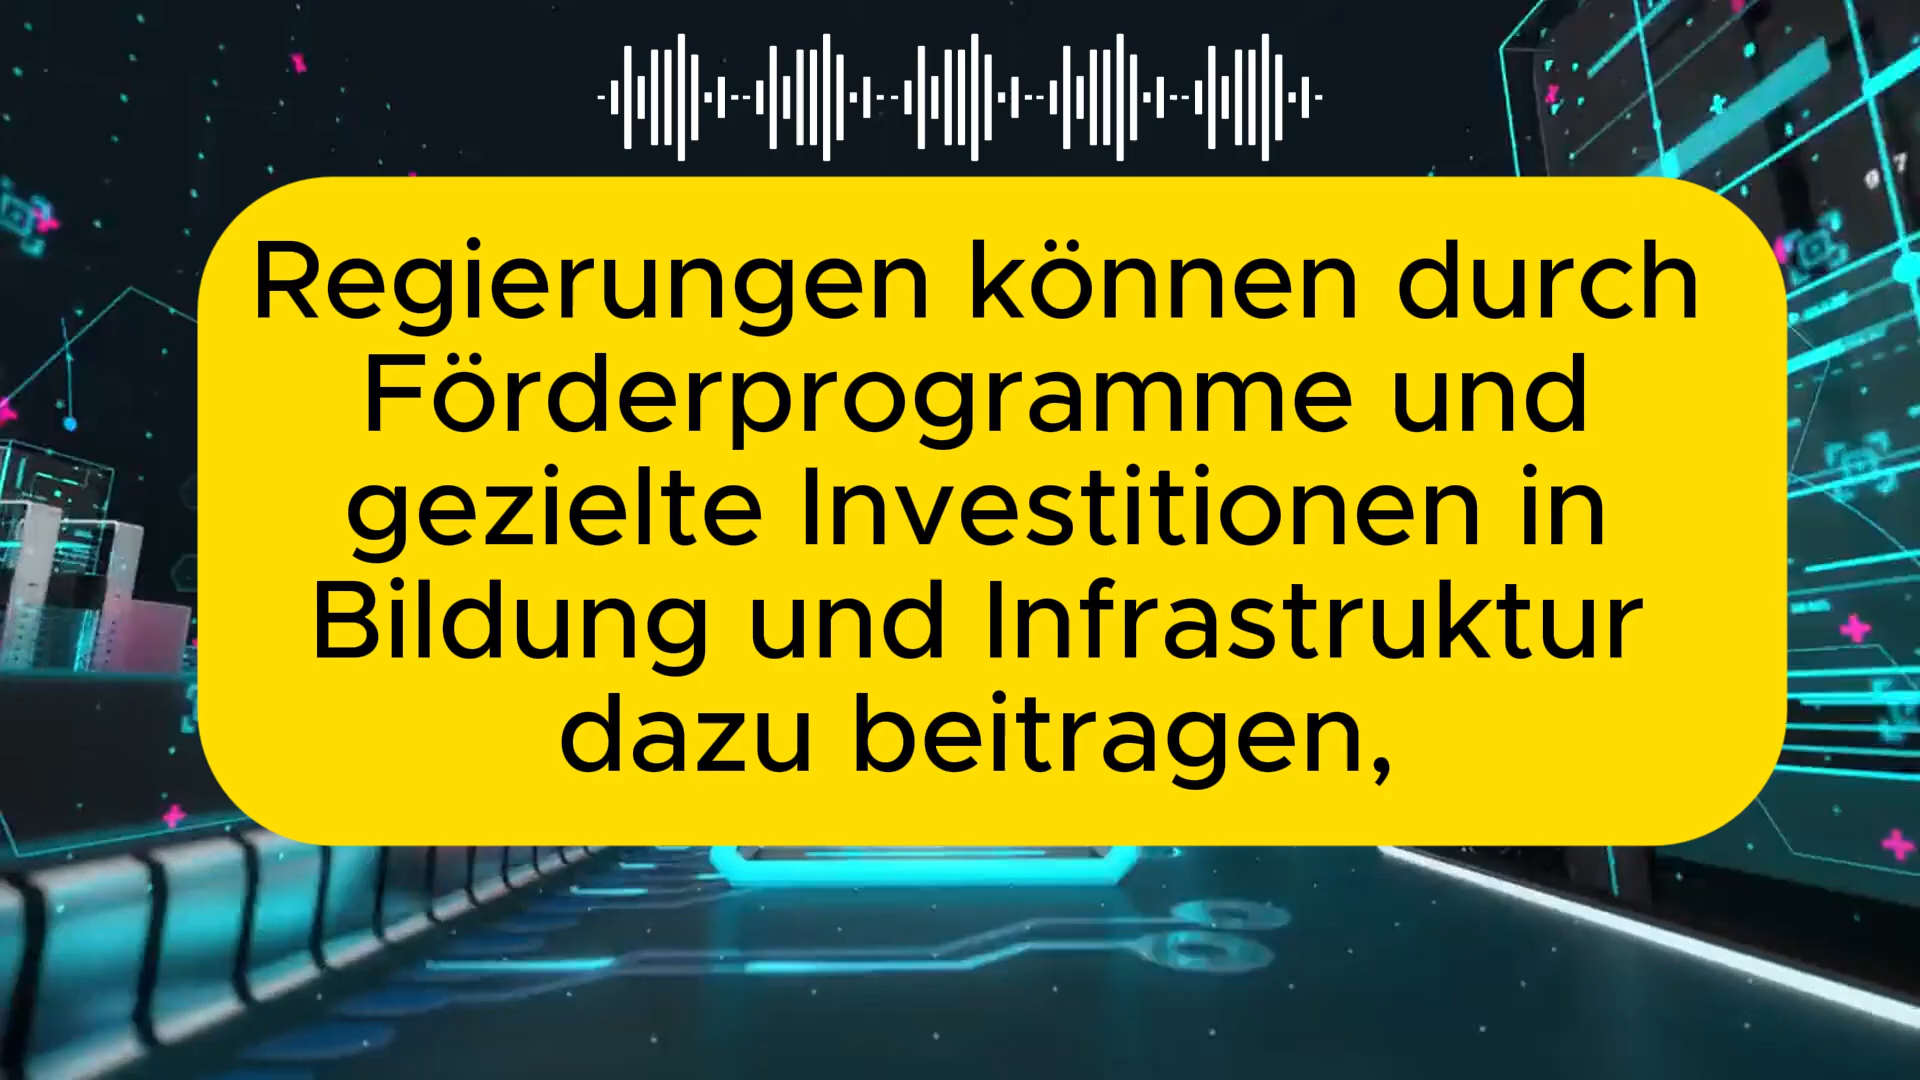 Regierungen können durch
Förderprogramme und
gezielte Investitionen in
Bildung und Infrastruktur
dazu beitragen,